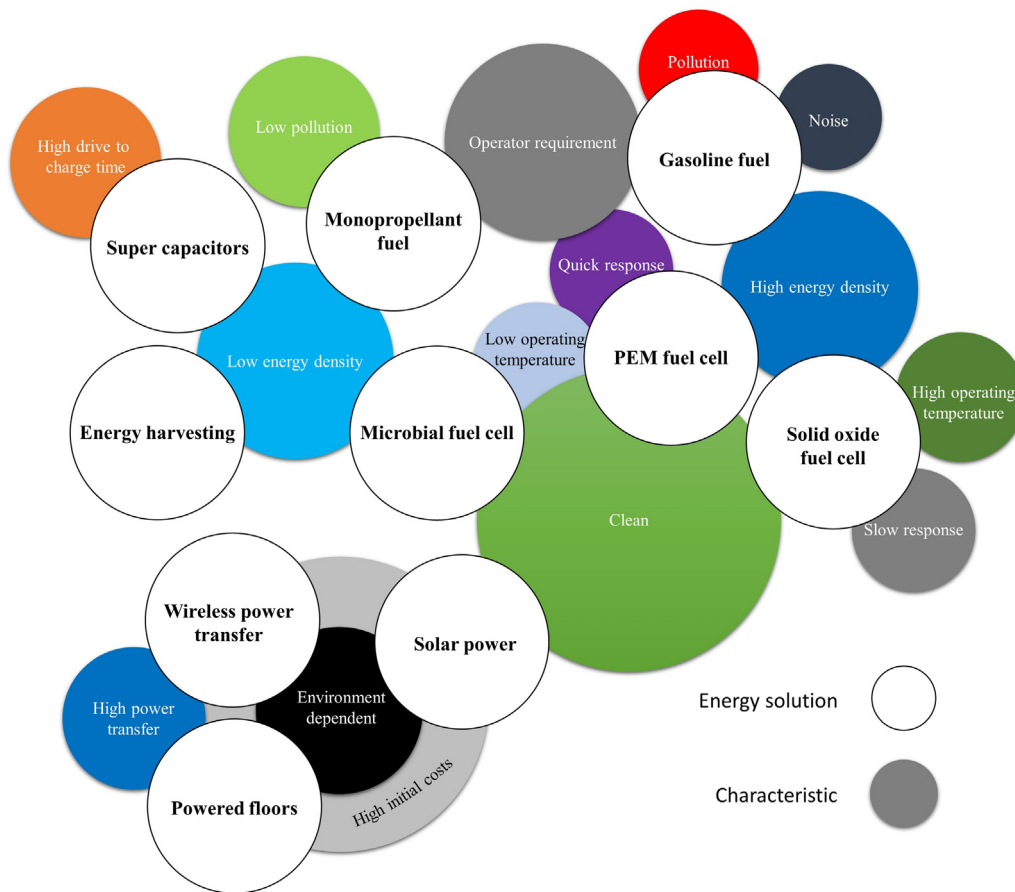 Pollution
Noise
Low pollution
Operator requirement
High drive to
charge time
Gasoline fuel
Monopropellant
fuel
Super capacitors
Quick response
High energy density
Low energy density
Low operating
temperature
PEM fuel cell
High operating
temperature
Energy harvesting
Microbial fuel cell
Solid oxide
fuel cell
Clean
Slow response
Wireless power
transfer
Solar power
Environment
dependent
High power
transfer
High initial costs
Powered floors
Energy solution
Characteristic